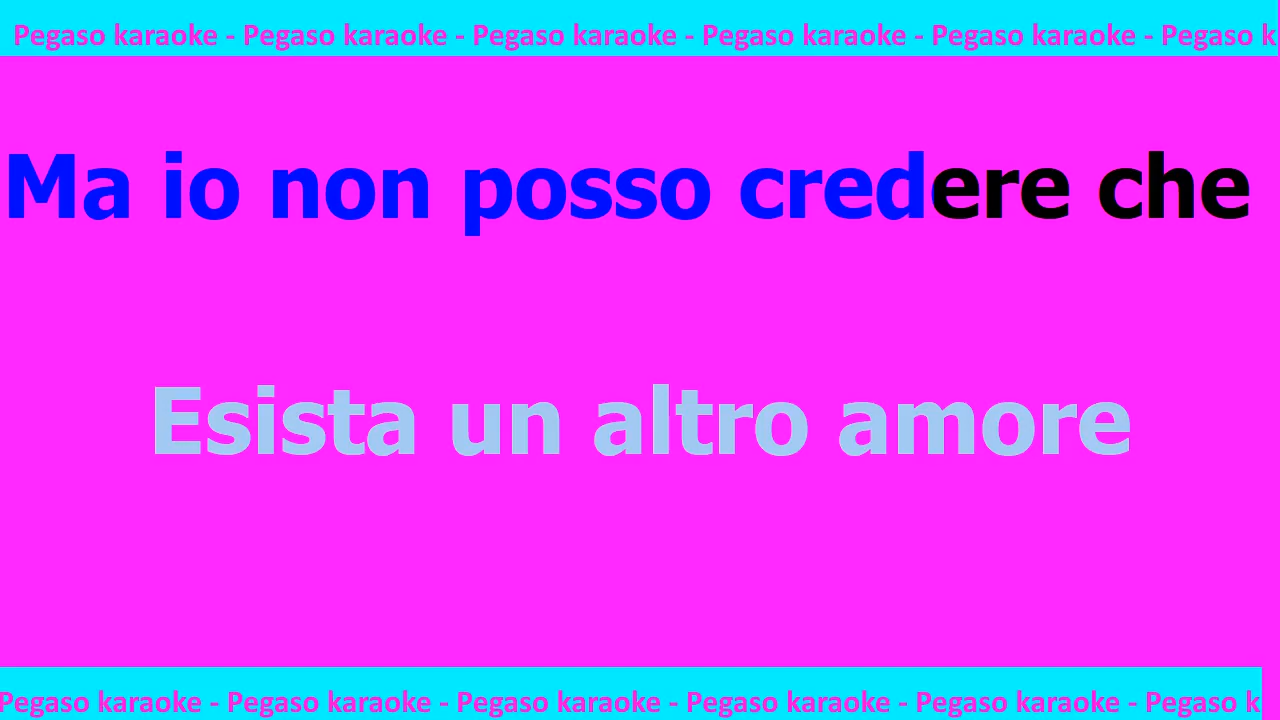 Pegaso karaoke - Pegaso karaoke - Pegaso karaoke - Pegaso karaoke - Pegaso karaoke - Pegaso k
Ma io non posso credere che
Esista un altro amore
Pegaso karaoke - Pegaso karaoke - Pegaso karaoke - Pegaso karaoke - Pegaso karaoke - Pegaso k